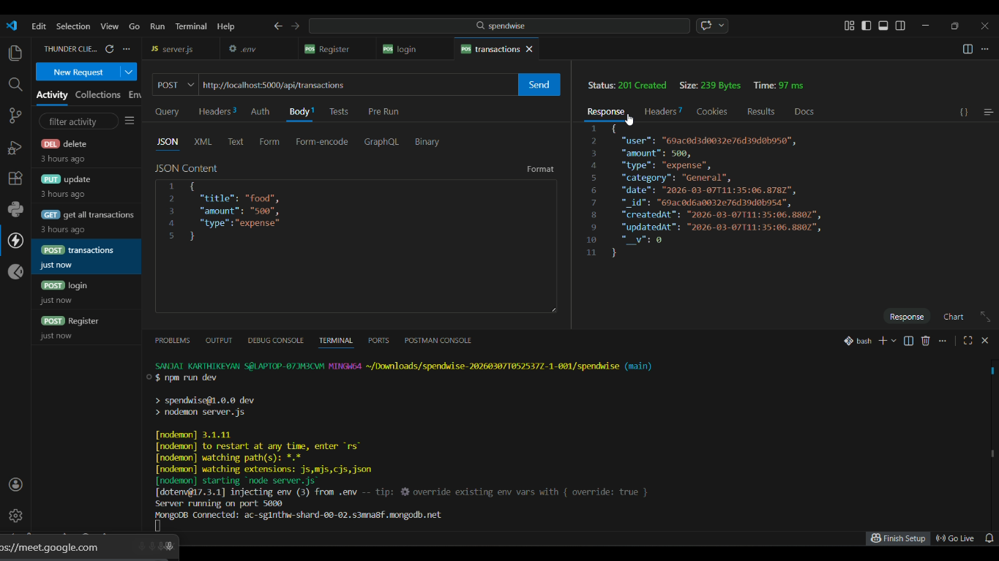 Edit Selection View Go Run Terminal Help
spendwise
THUNDER CLIE...
JS server.js
.env
POS Register
POS login
POS transactions
New Request
Activity Collections Env
filter activity
DEL delete
3 hours ago
PUT update
3 hours ago
GET get all transactions
3 hours ago
POST transactions
just now
POST login
just now
POST Register
just now
POST http://localhost:5000/api/transactions Send
Query Headers 3 Auth Body 1 Tests Pre Run
JSON XML Text Form Form-encode GraphQL Binary
JSON Content Format
1 {
2 "title": "food",
3 "amount": "500",
4 "type":"expense"
5 }
Status: 201 Created Size: 239 Bytes Time: 97 ms
Response Headers 7 Cookies Results Docs { }
1 {
2 "user": "69ac0d3d0032e76d39d0b950",
3 "amount": 500,
4 "type": "expense",
5 "category": "General",
6 "date": "2026-03-07T11:35:06.878Z",
7 "_id": "69ac0d6a0032e76d39d0b954",
8 "createdAt": "2026-03-07T11:35:06.880Z",
9 "updatedAt": "2026-03-07T11:35:06.880Z",
10 "__v": 0
11 }
Response Chart
PROBLEMS OUTPUT DEBUG CONSOLE TERMINAL PORTS POSTMAN CONSOLE
bash
SANJAI KARTHIKEYAN S@LAPTOP-07JM3CVM MINGW64 ~/Downloads/spendwise-20260307T052537Z-1-001/spendwise (main)
$ npm run dev
> spendwise@1.0.0 dev
> nodemon server.js
[nodemon] 3.1.11
[nodemon] to restart at any time, enter `rs`
[nodemon] watching path(s): *.*
[nodemon] watching extensions: js,mjs,cjs,json
[nodemon] starting `node server.js`
[dotenv@17.3.1] injecting env (3) from .env -- tip: ⚙️ override existing env vars with { override: true }
Server running on port 5000
MongoDB Connected: ac-sg1nthw-shard-00-02.s3mna8f.mongodb.net
ps://meet.google.com
Finish Setup Go Live